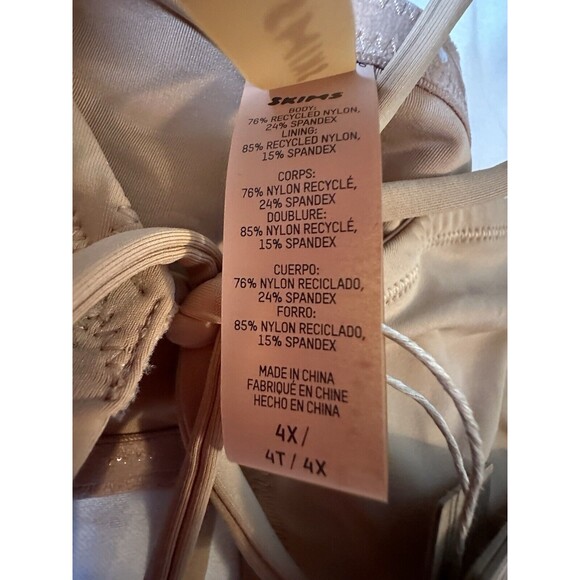 SKIMS
BODY:
76% RECYCLED NYLON,
24% SPANDEX
LINING:
85% RECYCLED NYLON,
15% SPANDEX
CORPS:
76% NYLON RECYCLÉ,
24% SPANDEX
DOUBLURE:
85% NYLON RECYCLÉ,
15% SPANDEX
CUERPO:
76% NYLON RECICLADO,
24% SPANDEX
FORRO:
85% NYLON RECICLADO,
15% SPANDEX
MADE IN CHINA
FABRIQUÉ EN CHINE
HECHO EN CHINA
4X/
4T / 4X